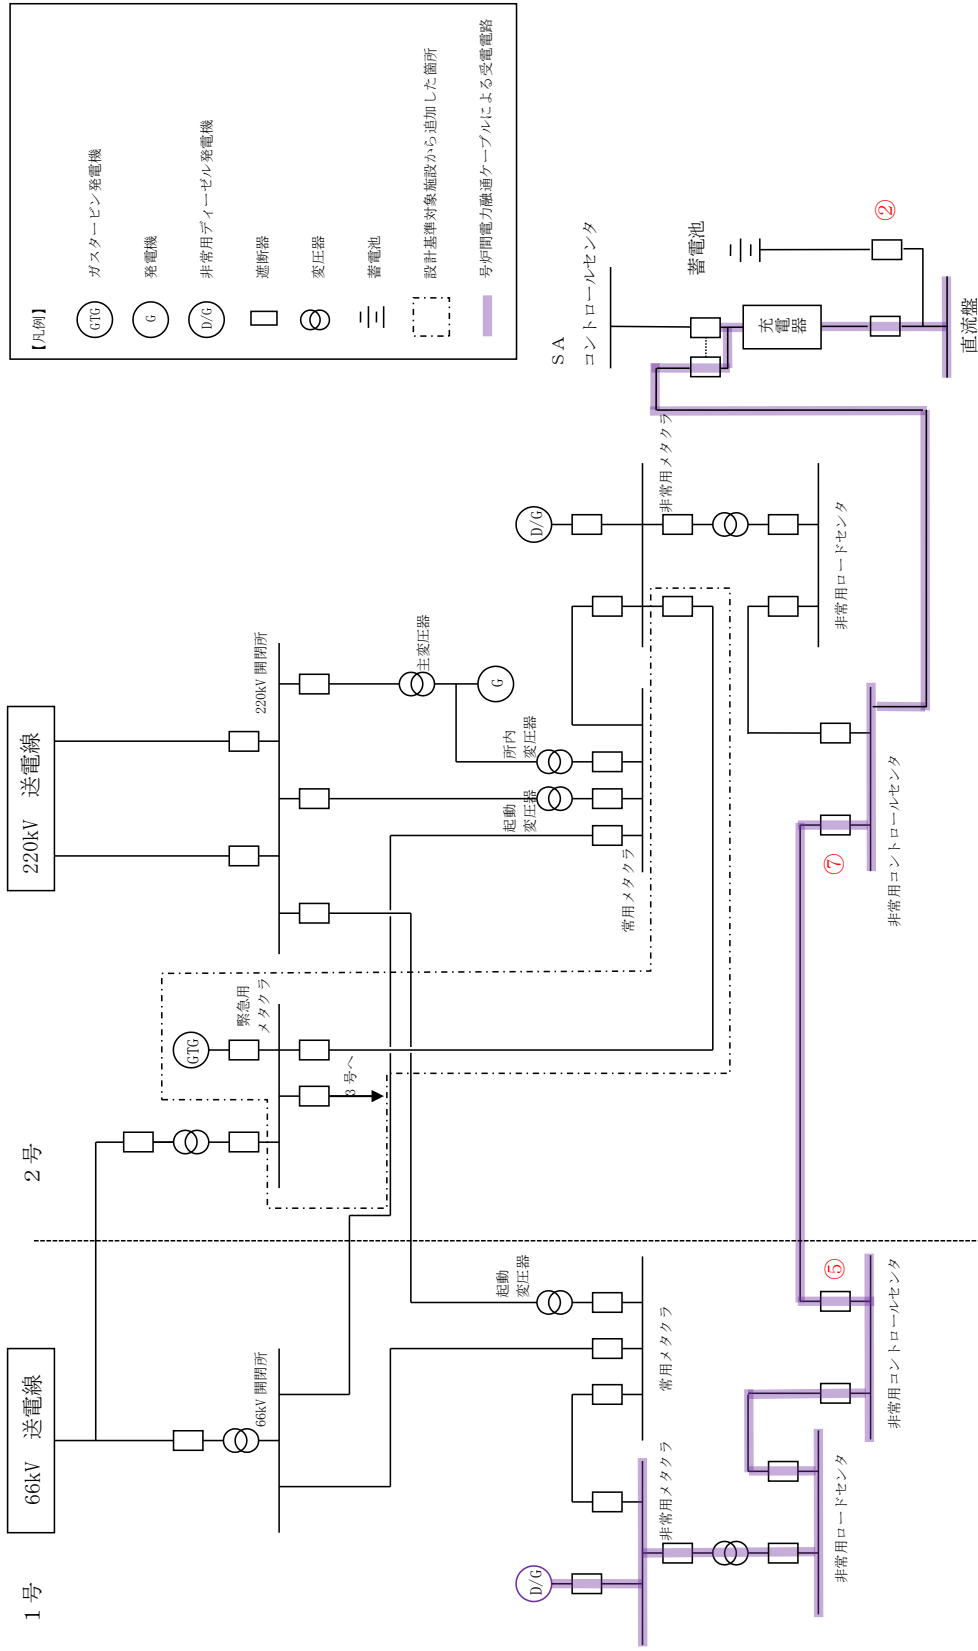 １号
66kV　送電線
66kV 開閉所
起動
変圧器
常用メタクラ
D/G
非常用メタクラ
非常用ロードセンタ
非常用コントロールセンタ
⑤
２号
220kV　送電線
220kV 開閉所
GTG
緊急用
メタクラ
3 号へ
主変圧器
G
所内
変圧器
起動
変圧器
常用メタクラ
D/G
非常用メタクラ
非常用ロードセンタ
⑦
非常用コントロールセンタ
ＳＡ
コントロールセンタ
蓄電池
充
電
器
②
直流盤
【凡例】
GTG
ガスタービン発電機
G
発電機
D/G
非常用ディーゼル発電機
遮断器
変圧器
蓄電池
設計基準対象施設から追加した箇所
号炉間電力融通ケーブルによる受電電路